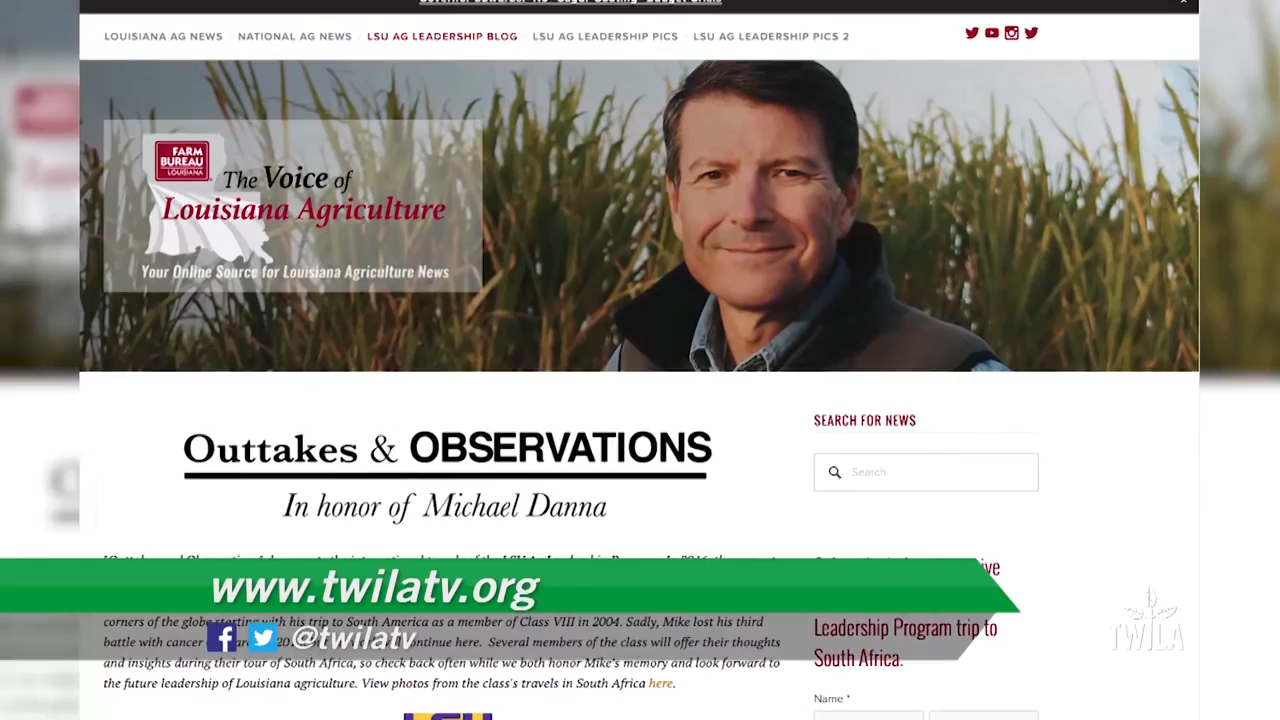 LOUISIANA AG NEWS NATIONAL AG NEWS LSU AG LEADERSHIP BLOG LSU AG LEADERSHIP PICS LSU AG LEADERSHIP PICS 2
FARM
BUREAU
LOUISIANA
The Voice of
Louisiana Agriculture
Your Online Source for Louisiana Agriculture News
Outtakes & OBSERVATIONS
In honor of Michael Danna
SEARCH FOR NEWS
Search
www.twilatv.org
corners of the globe starting with his trip to South America as a member of Class VIII in 2004. Sadly, Mike lost his third
battle with cancer
@twilatv
continue here. Several members of the class will offer their thoughts
and insights during their tour of South Africa, so check back often while we both honor Mike's memory and look forward to
the future leadership of Louisiana agriculture. View photos from the class's travels in South Africa here.
Leadership Program trip to
South Africa.
Name *
TWILA
LSU